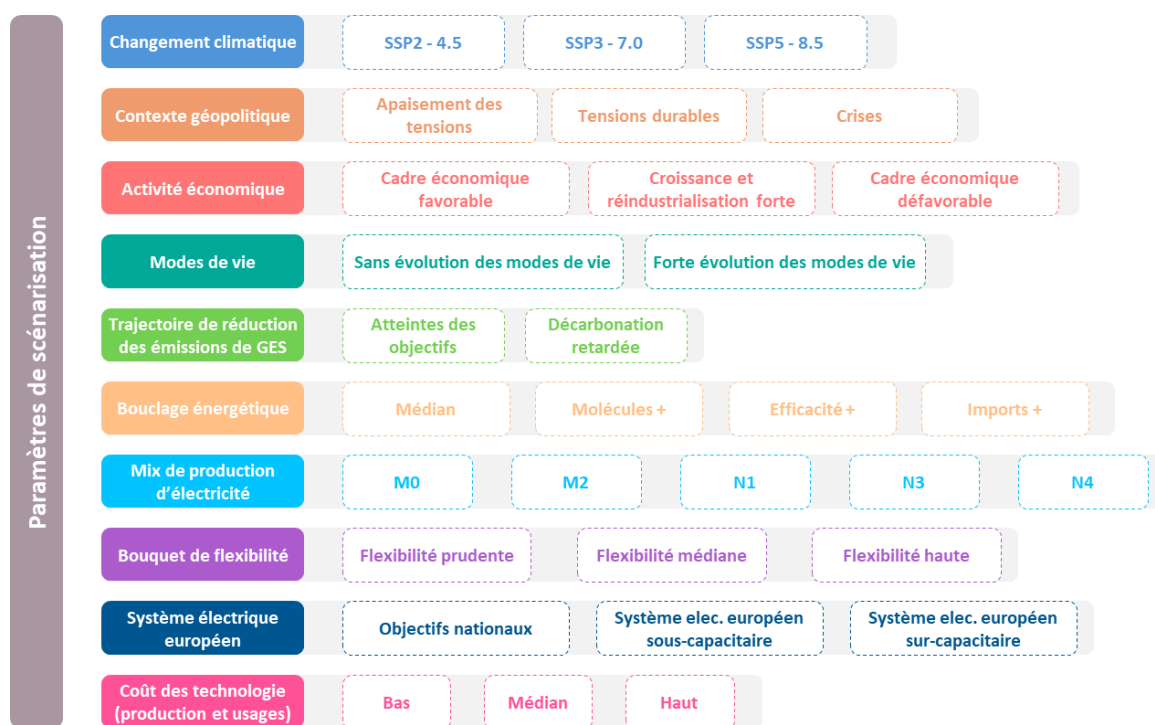 Paramètres de scénarisation
Changement climatique
SSP2 - 4.5
SSP3 - 7.0
SSP5 - 8.5
Contexte géopolitique
Apaisement des
tensions
Tensions durables
Crises
Activité économique
Cadre économique
favorable
Croissance et
réindustrialisation forte
Cadre économique
défavorable
Modes de vie
Sans évolution des modes de vie
Forte évolution des modes de vie
Trajectoire de réduction
des émissions de GES
Atteintes des
objectifs
Décarbonation
retardée
Bouclage énergétique
Médian
Molécules +
Efficacité +
Imports +
Mix de production
d’électricité
M0
M2
N1
N3
N4
Bouquet de flexibilité
Flexibilité prudente
Flexibilité médiane
Flexibilité haute
Système électrique
européen
Objectifs nationaux
Système elec. européen
sous-capacitaire
Système elec. européen
sur-capacitaire
Coût des technologie
(production et usages)
Bas
Médian
Haut